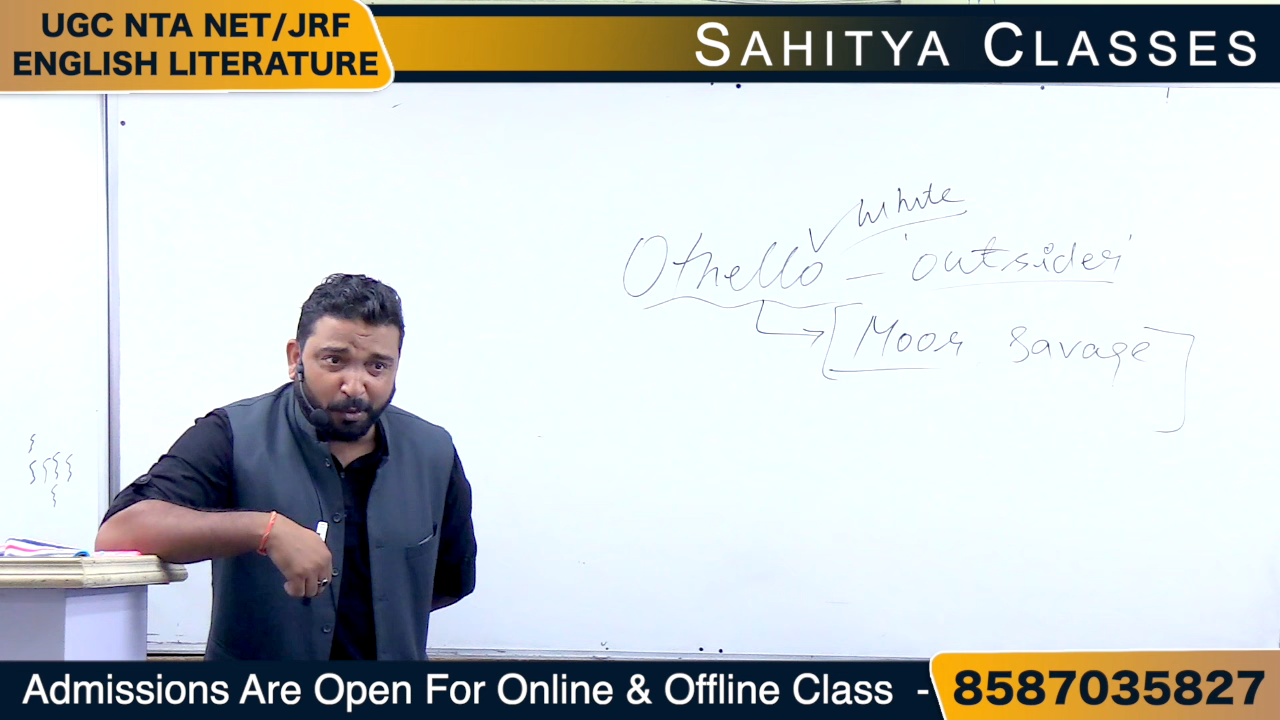 UGC NTA NET/JRF
ENGLISH LITERATURE
SAHITYA CLASSES
white
Othello - 'outsider'
Moor Savage
Admissions Are Open For Online & Offline Class - 8587035827